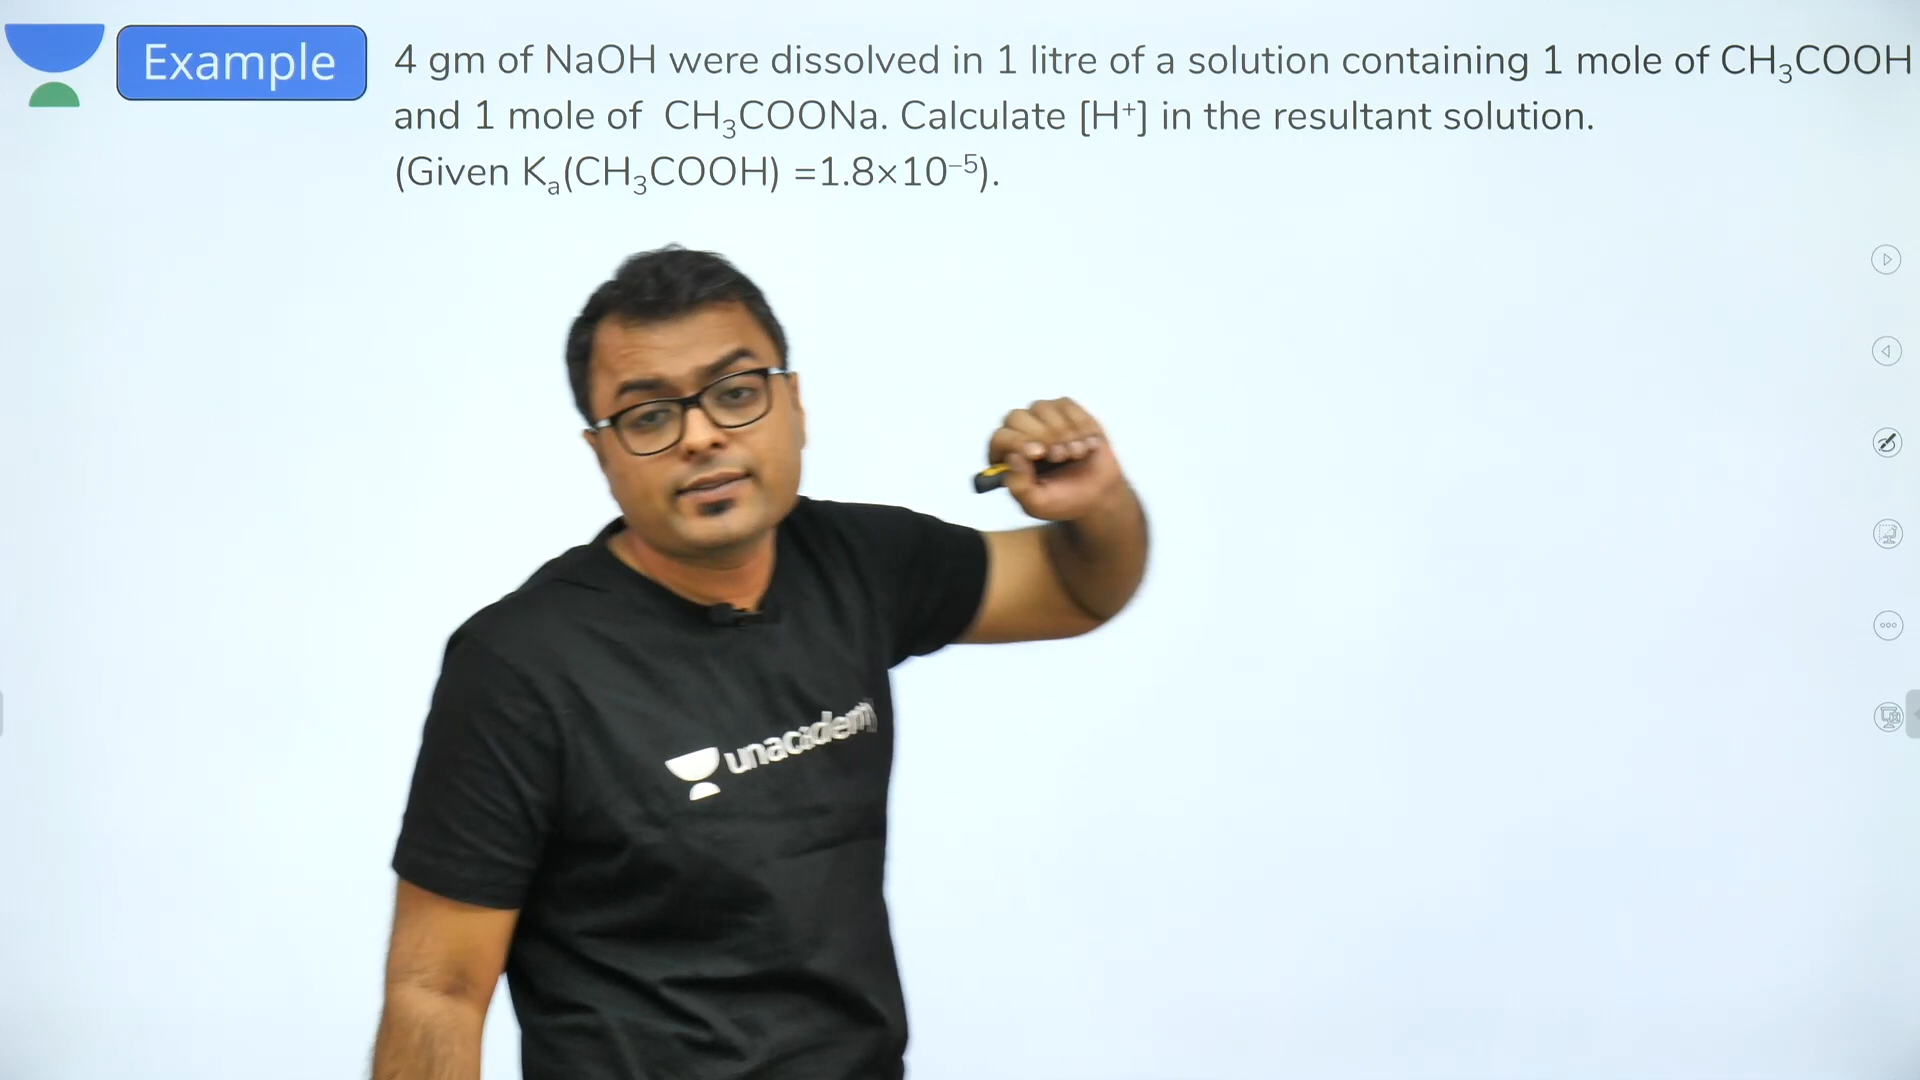 Example
4 gm of NaOH were dissolved in 1 litre of a solution containing 1 mole of CH₃COOH
and 1 mole of CH₃COONa. Calculate [H⁺] in the resultant solution.
(Given Kₐ(CH₃COOH) =1.8×10⁻⁵).
unacademy